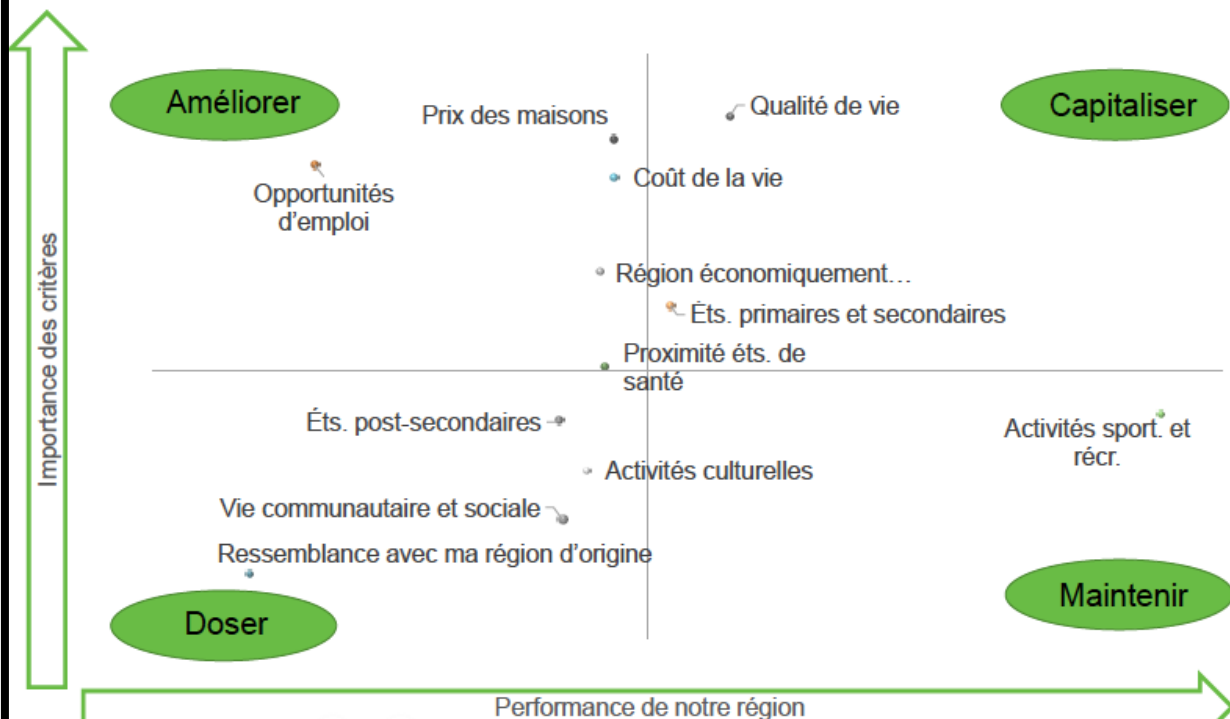 Améliorer
Capitaliser
Prix des maisons
Qualité de vie
Opportunités
d'emploi
Coût de la vie
Région économiquement…
Éts. primaires et secondaires
Proximité éts. de
santé
Éts. post-secondaires
Activités sport. et
récr.
Activités culturelles
Vie communautaire et sociale
Ressemblance avec ma région d'origine
Doser
Maintenir
Importance des critères
Performance de notre région